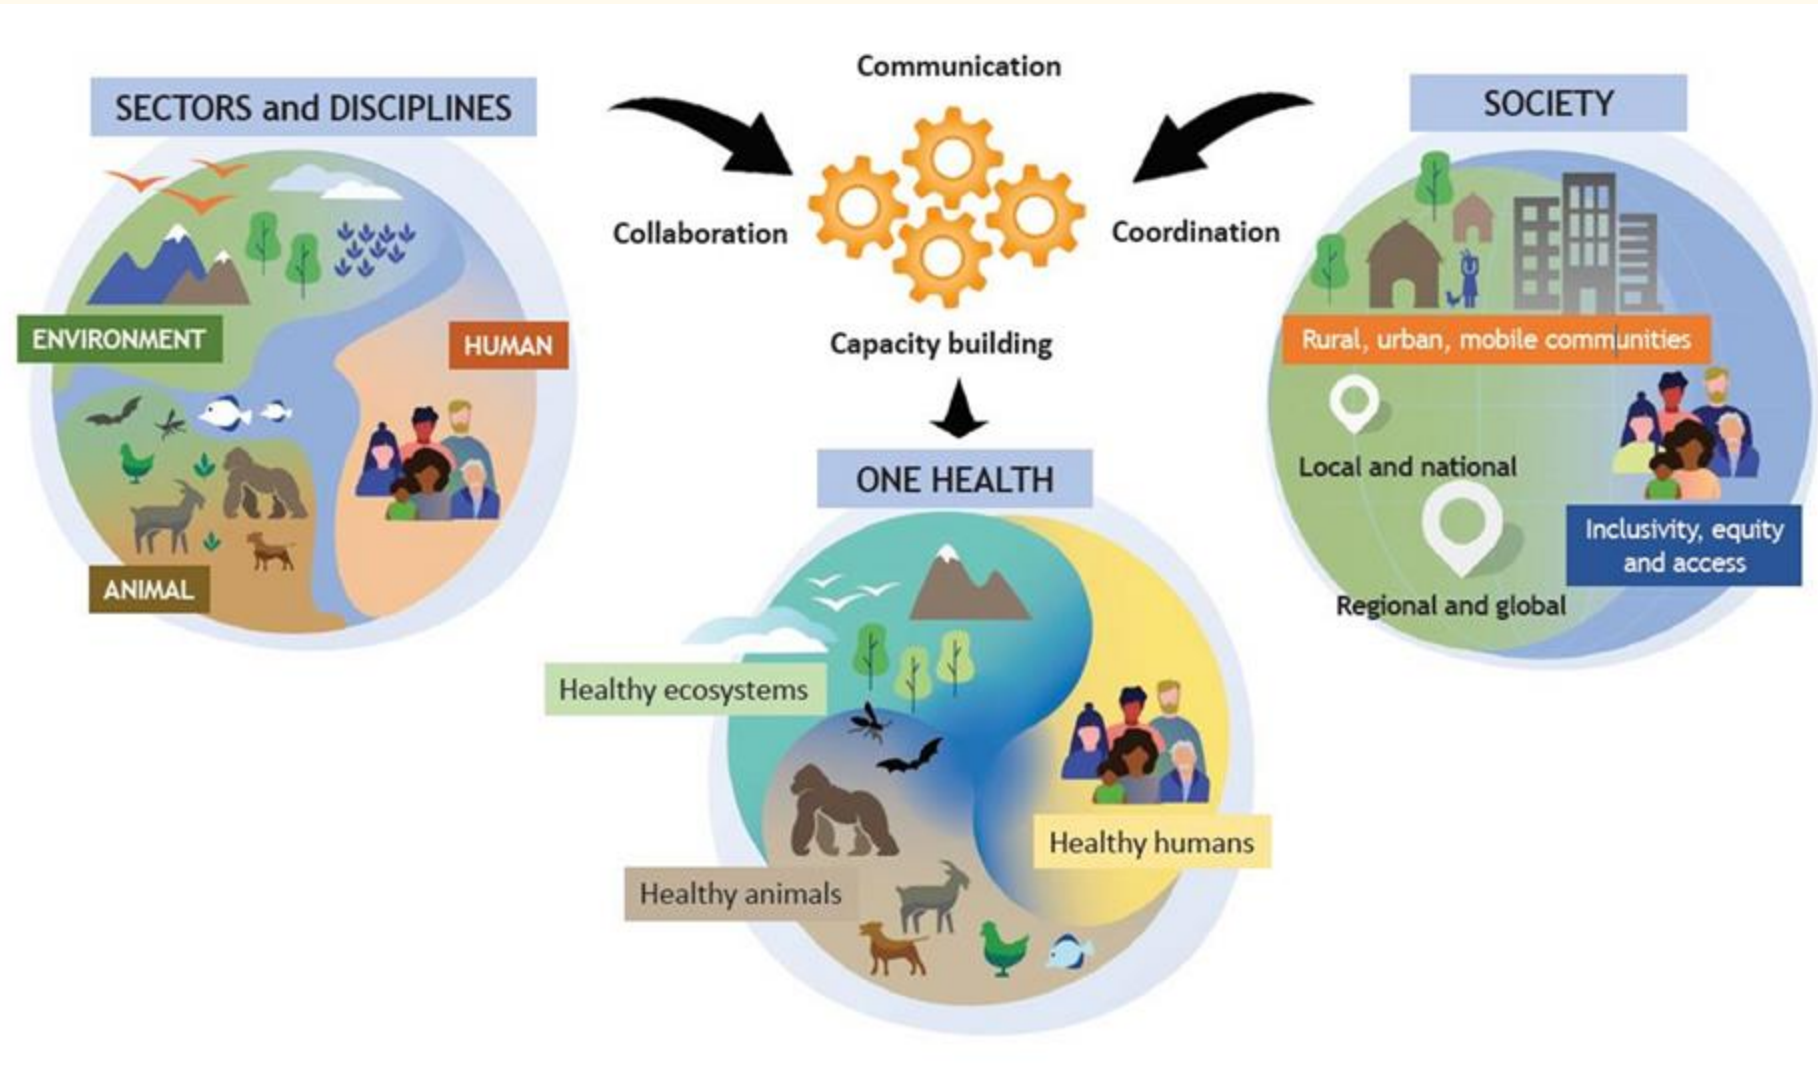 SECTORS and DISCIPLINES
ENVIRONMENT
HUMAN
ANIMAL
Communication
Collaboration
Coordination
Capacity building
SOCIETY
Rural, urban, mobile communities
Local and national
Inclusivity, equity
and access
Regional and global
ONE HEALTH
Healthy ecosystems
Healthy humans
Healthy animals